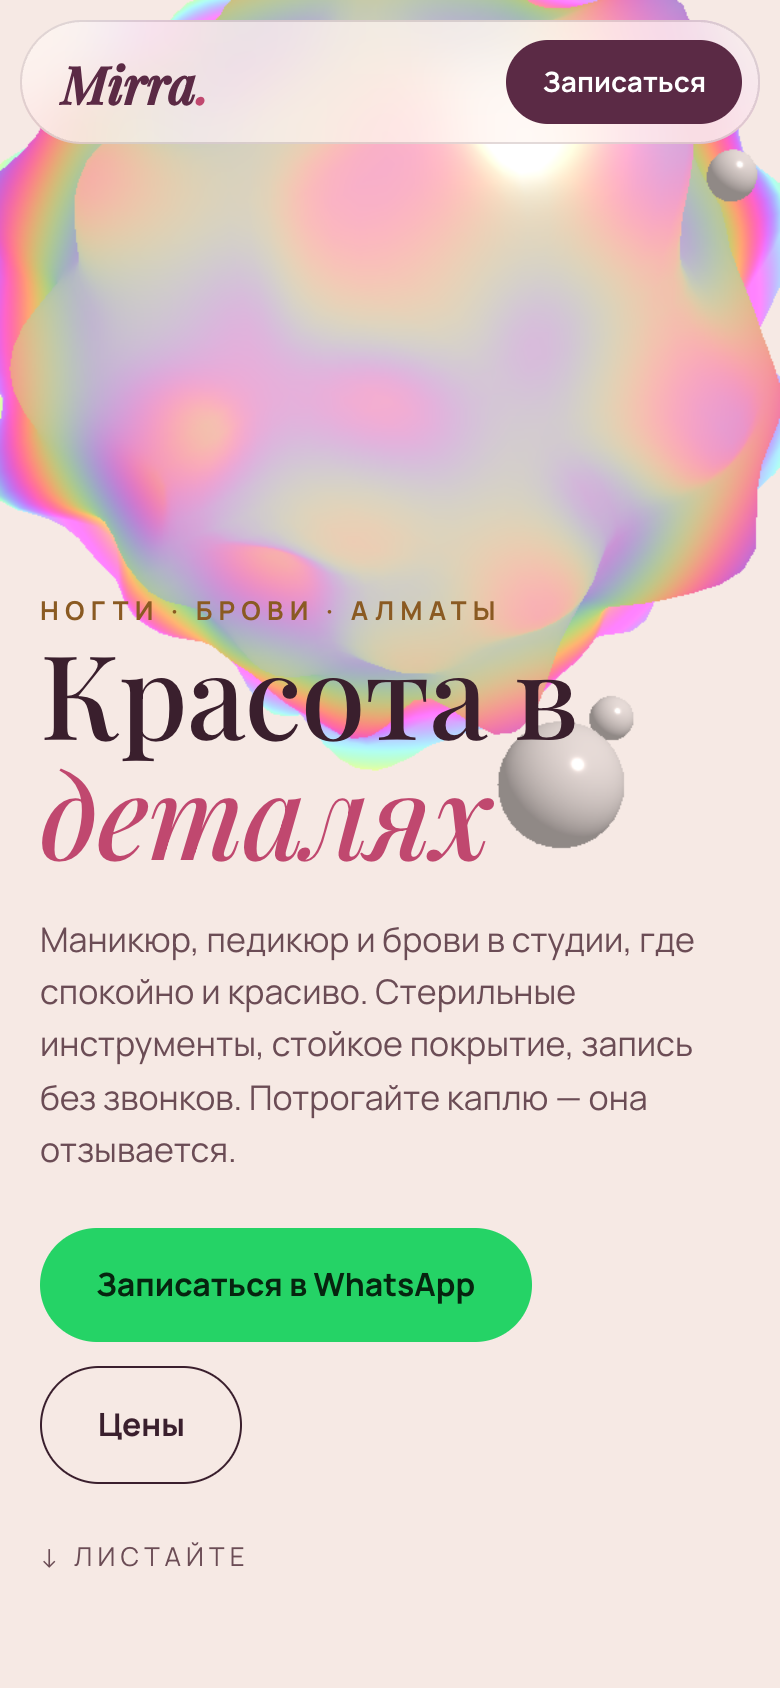 Mirra.
Записаться
НОГТИ · БРОВИ · АЛМАТЫ
Красота в
деталях
Маникюр, педикюр и брови в студии, где
спокойно и красиво. Стерильные
инструменты, стойкое покрытие, запись
без звонков. Потрогайте каплю — она
отзывается.
Записаться в WhatsApp
Цены
↓ ЛИСТАЙТЕ